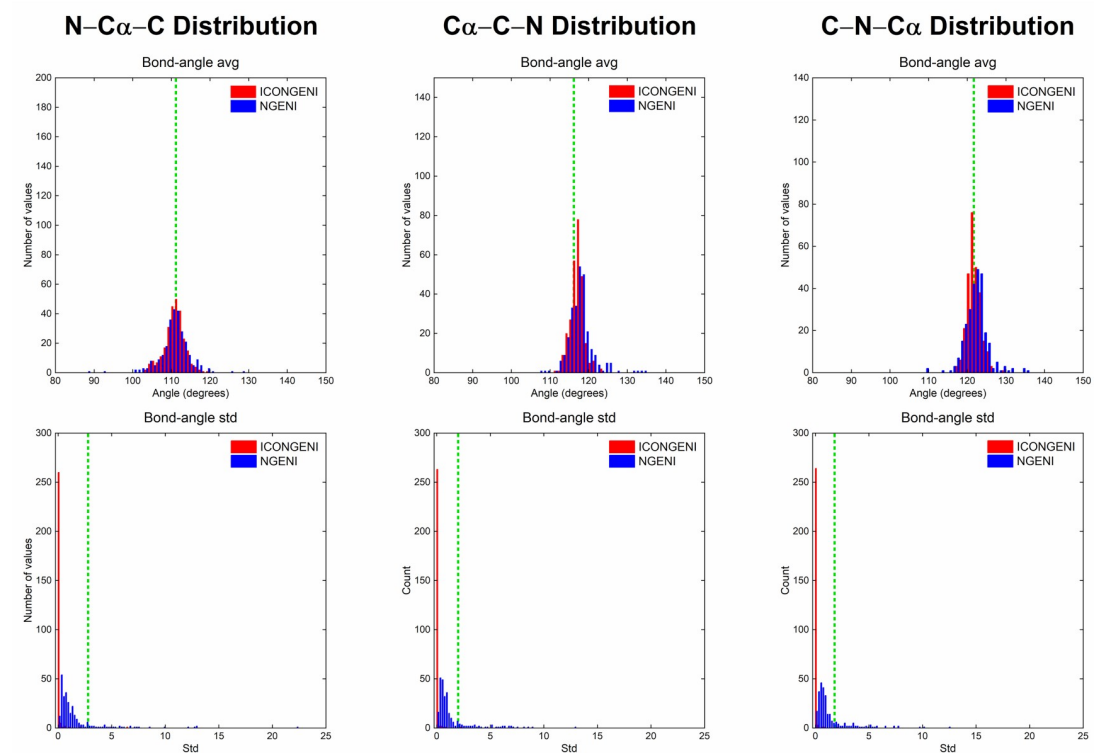 N–Cα–C Distribution
Cα–C–N Distribution
C–N–Cα Distribution
Bond-angle avg
200
180
160
140
120
100
80
60
40
20
0
Number of values
ICONGENI
NGENI
80 90 100 110 120 130 140 150
Angle (degrees)
Bond-angle avg
140
120
100
80
60
40
20
0
Number of values
ICONGENI
NGENI
80 90 100 110 120 130 140 150
Angle (degrees)
Bond-angle avg
140
120
100
80
60
40
20
0
Number of values
ICONGENI
NGENI
80 90 100 110 120 130 140 150
Angle (degrees)
Bond-angle std
300
250
200
150
100
50
0
Number of values
ICONGENI
NGENI
0 5 10 15 20 25
Std
Bond-angle std
300
250
200
150
100
50
0
Count
ICONGENI
NGENI
0 5 10 15 20 25
Std
Bond-angle std
300
250
200
150
100
50
0
Count
ICONGENI
NGENI
0 5 10 15 20 25
Std